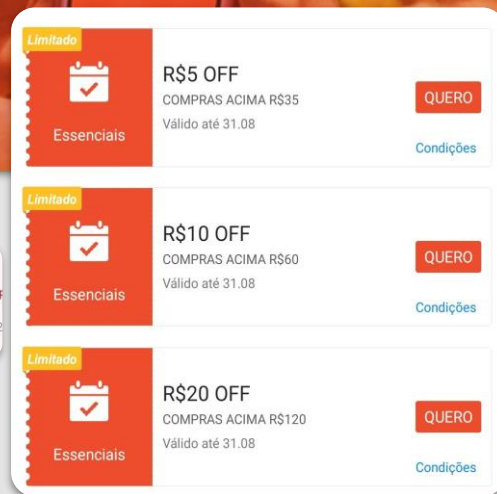 Limitado
R$5 OFF
COMPRAS ACIMA R$35
QUERO
Válido até 31.08
Essenciais
Condições
Limitado
R$10 OFF
COMPRAS ACIMA R$60
QUERO
Válido até 31.08
Essenciais
Condições
Limitado
R$20 OFF
COMPRAS ACIMA R$120
QUERO
Válido até 31.08
Essenciais
Condições